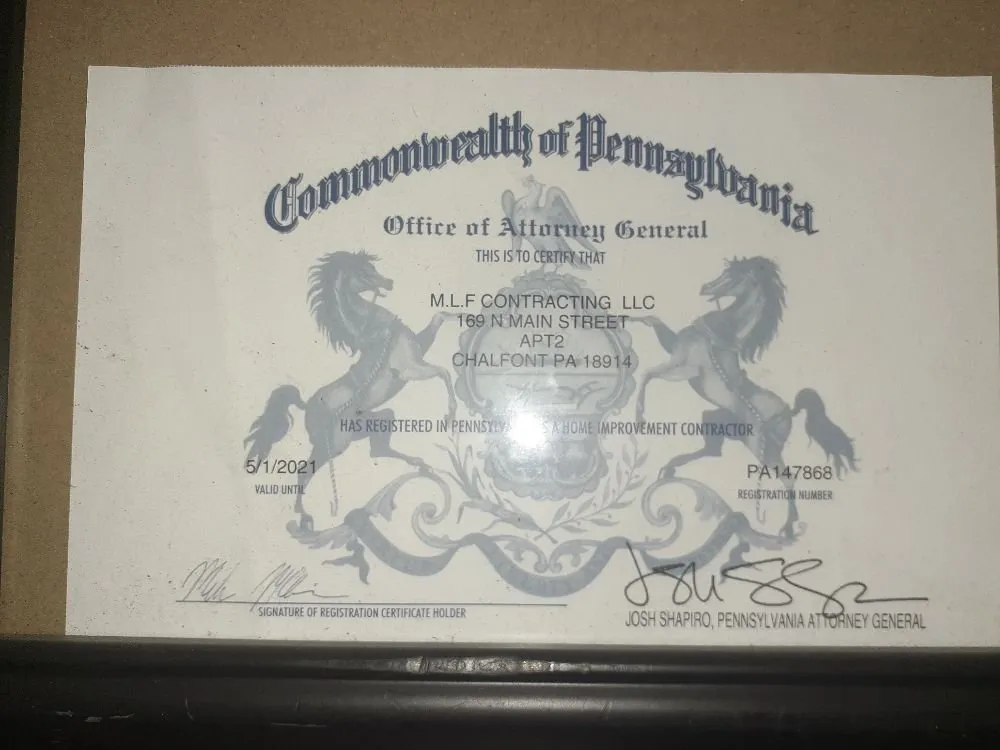 Commonwealth of Pennsylvania
Office of Attorney General
THIS IS TO CERTIFY THAT
M.L.F CONTRACTING LLC
169 N MAIN STREET
APT2
CHALFONT PA 18914
HAS REGISTERED IN A HOME IMPROVEMENT CONTRACTOR
5/1/2021
VALID UNTIL
PA147868
REGISTRATION NUMBER
SIGNATURE OF REGISTRATION CERTIFICATE HOLDER
JOSH SHAPIRO, PENNSYLVANIA ATTORNEY GENERAL